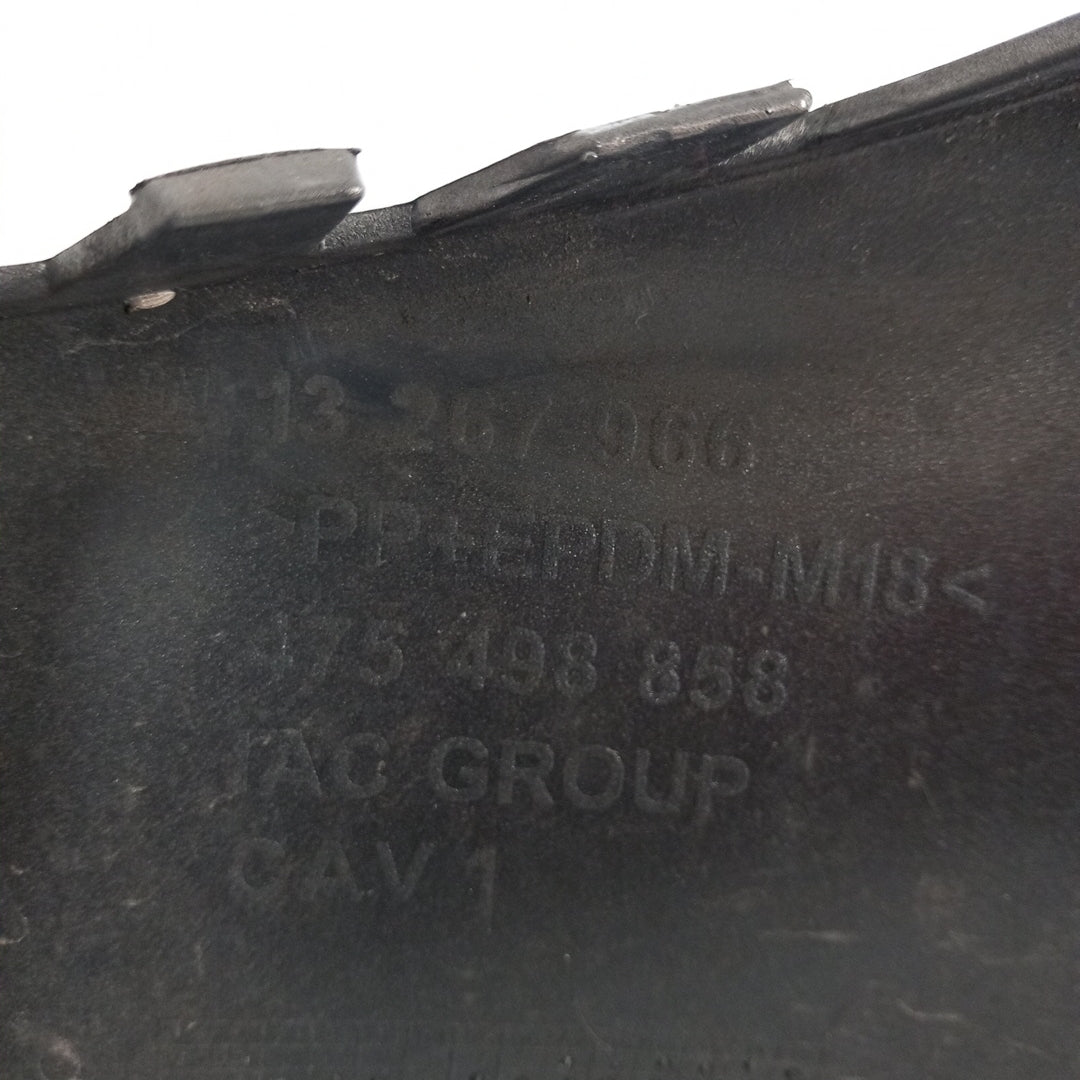 13 267 966
>PP+EPDM-M18<
475 498 858
IAC GROUP
CAV 1